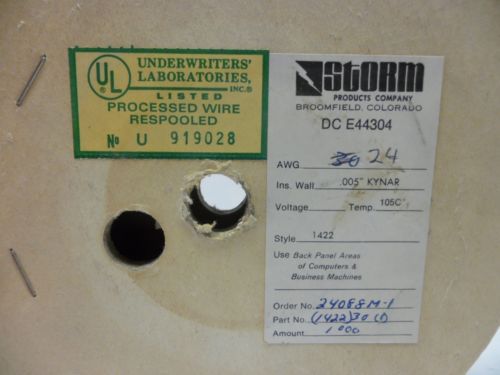 UL
®
UNDERWRITERS'
LABORATORIES,
INC.®
LISTED
PROCESSED WIRE
RESPOOLED
No U 919028
STORM
PRODUCTS COMPANY
BROOMFIELD, COLORADO
DC E44304
AWG 30 24
Ins. Wall .005" KYNAR
Voltage Temp. 105C°
Style 1422
Use Back Panel Areas
of Computers &
Business Machines
Order No. 24088M-1
Part No. (1422)30 (1)
Amount 1000